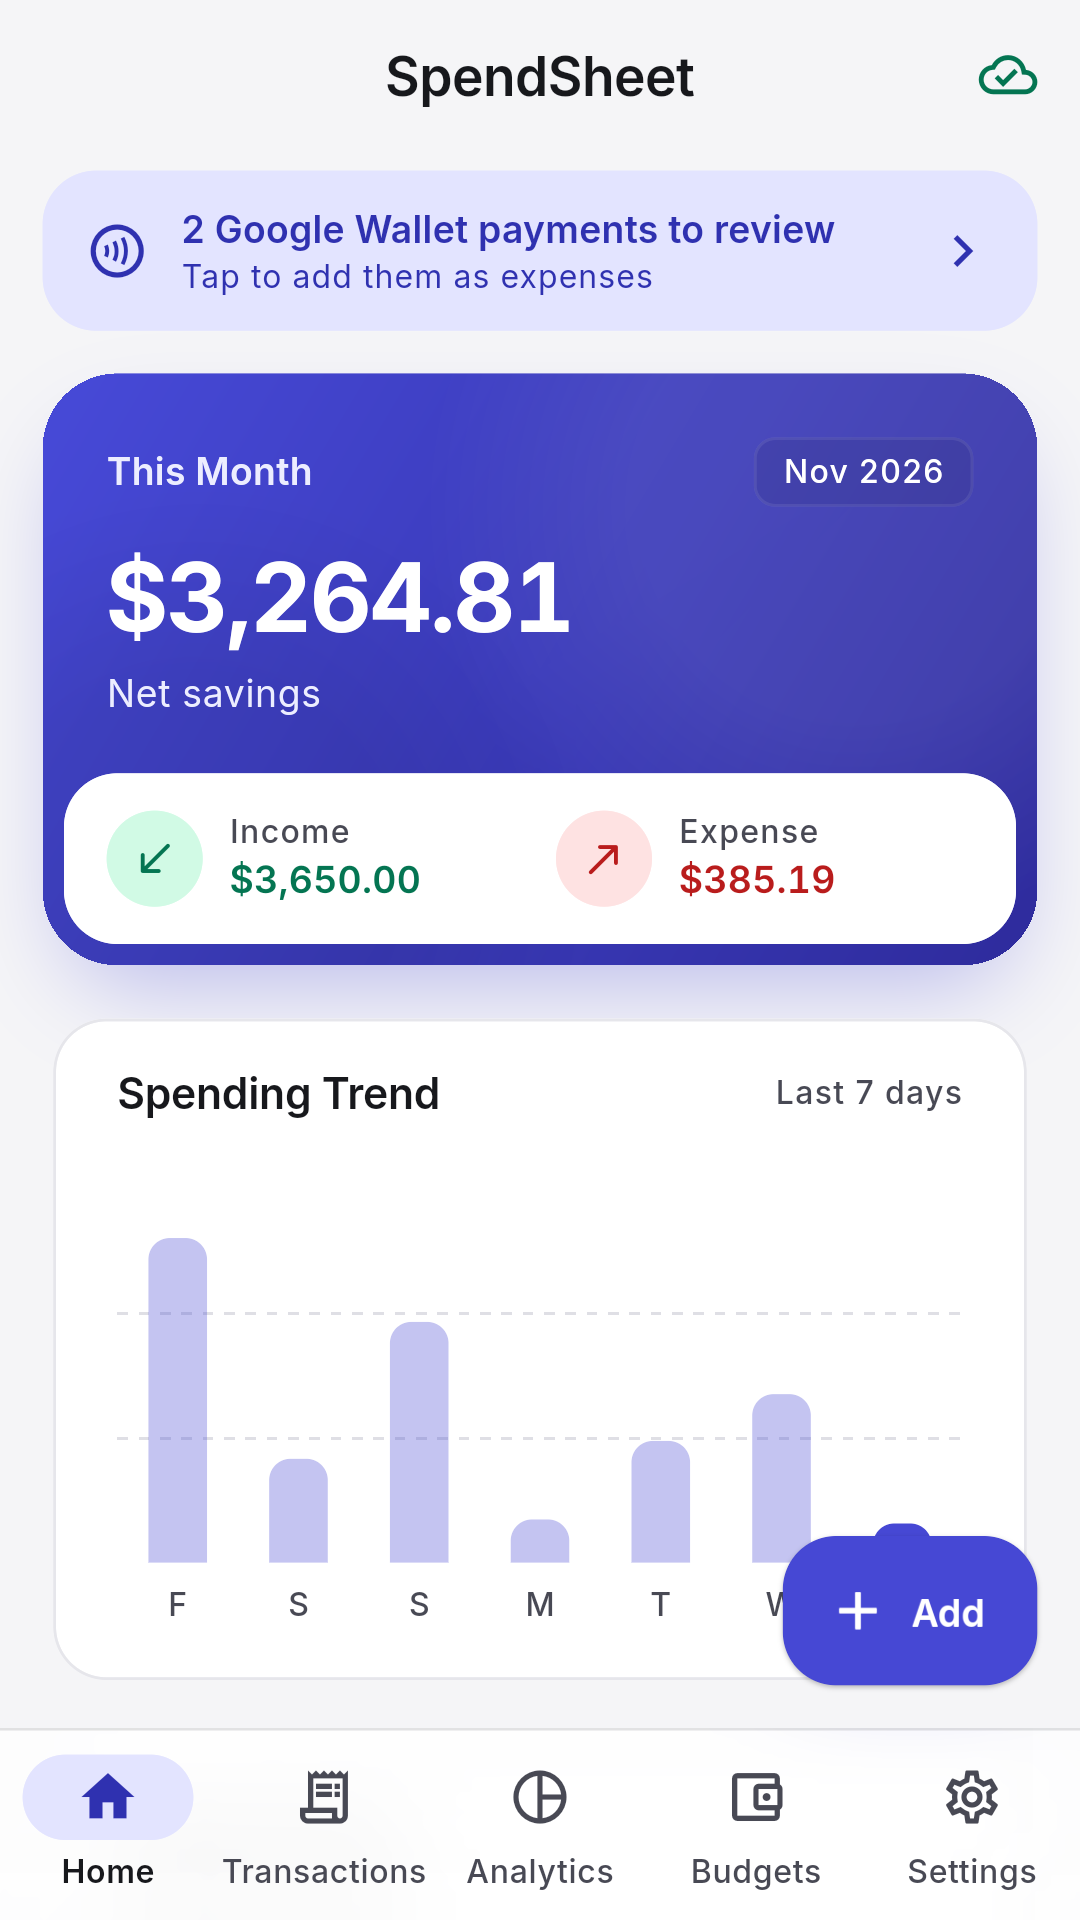 SpendSheet
2 Google Wallet payments to review
Tap to add them as expenses
This Month
Nov 2026
$3,264.81
Net savings
Income
$3,650.00
Expense
$385.19
Spending Trend
Last 7 days
F S S M T W
Add
Home
Transactions
Analytics
Budgets
Settings